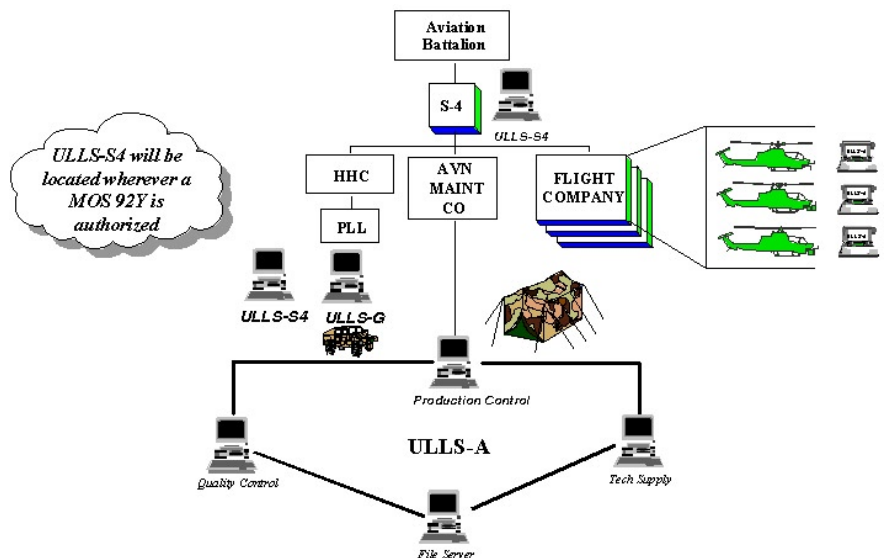 Aviation
Battalion
S-4
ULLS-S4
ULLS-S4 will be
located wherever a
MOS 92Y is
authorized
HHC
AVN
MAINT
CO
FLIGHT
COMPANY
PLL
ULLS-S4
ULLS-G
Production Control
ULLS-A
Quality Control
Tech Supply
File Server